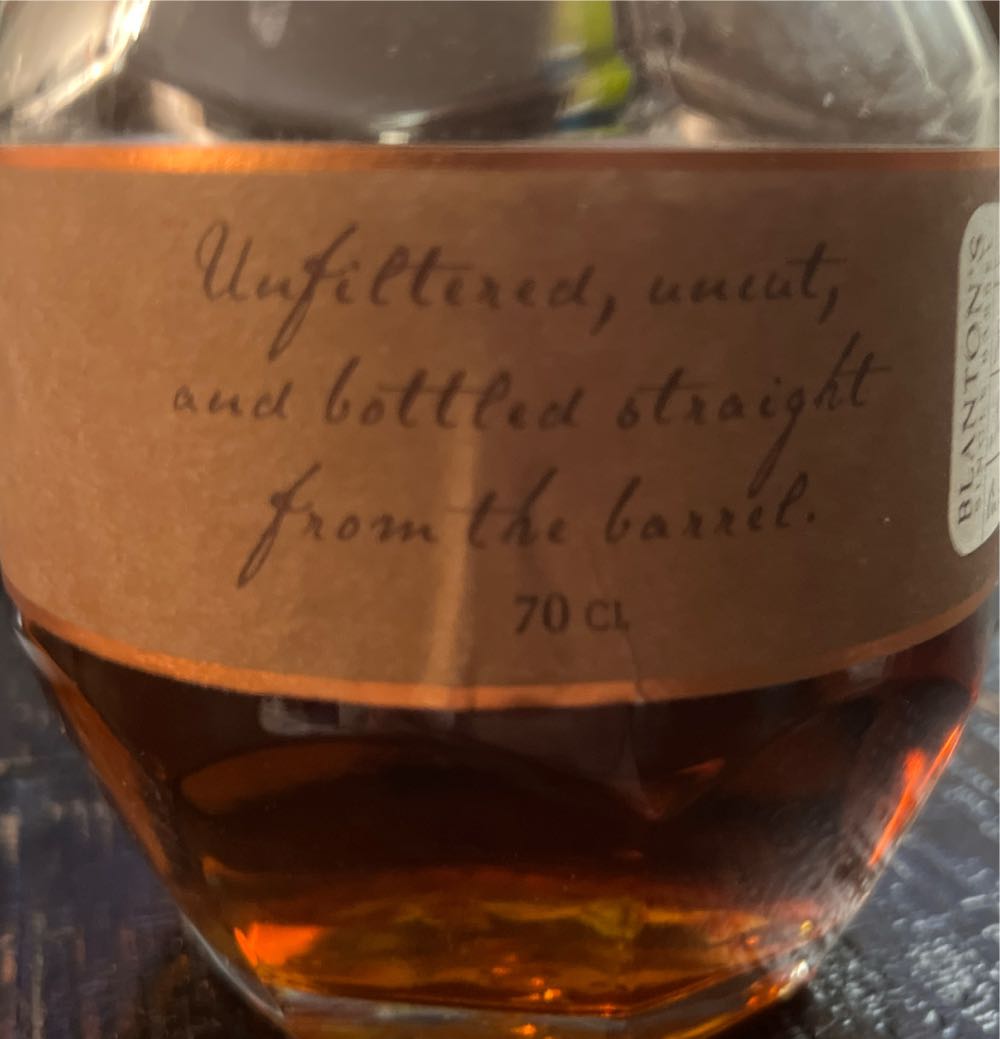 Unfiltered, uncut,
and bottled straight
from the barrel.
70 CL
BLANTON'S